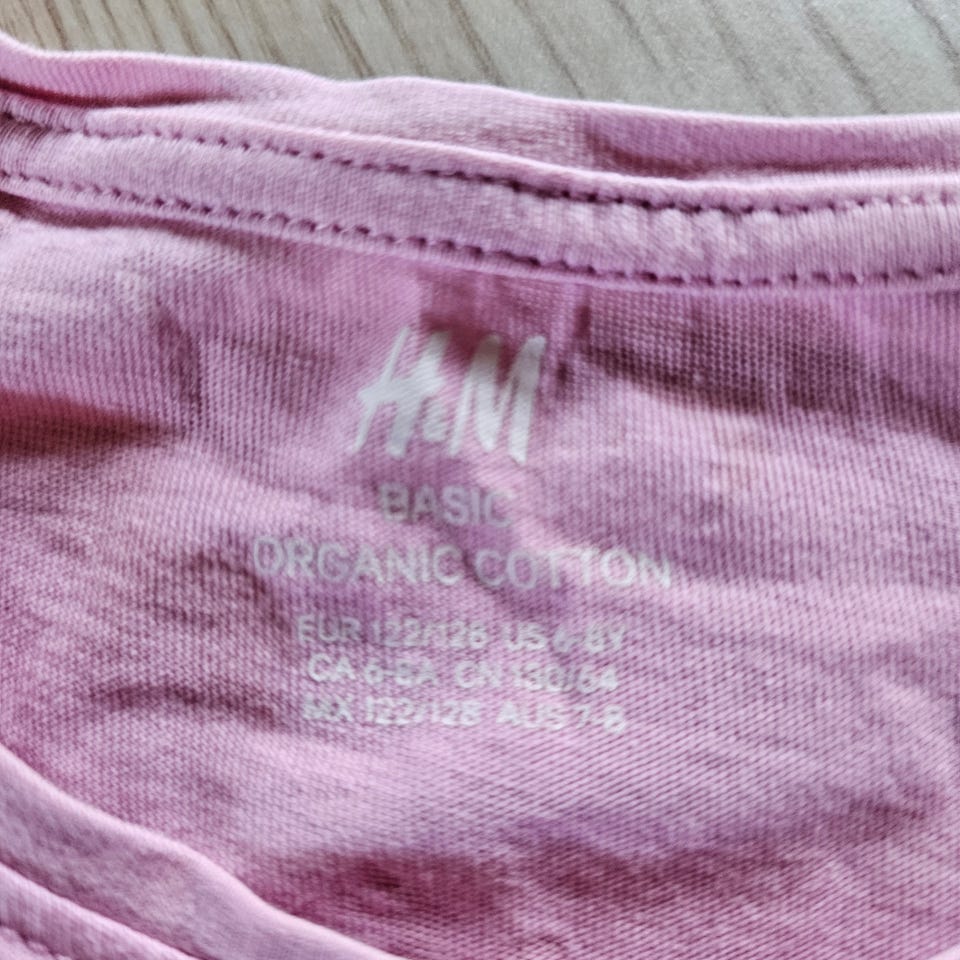 H&M
BASIC
ORGANIC COTTON
EUR 122/128 US 6-8Y
CA 6-8A CN 130/64
MX 122/128 AUS 7-8